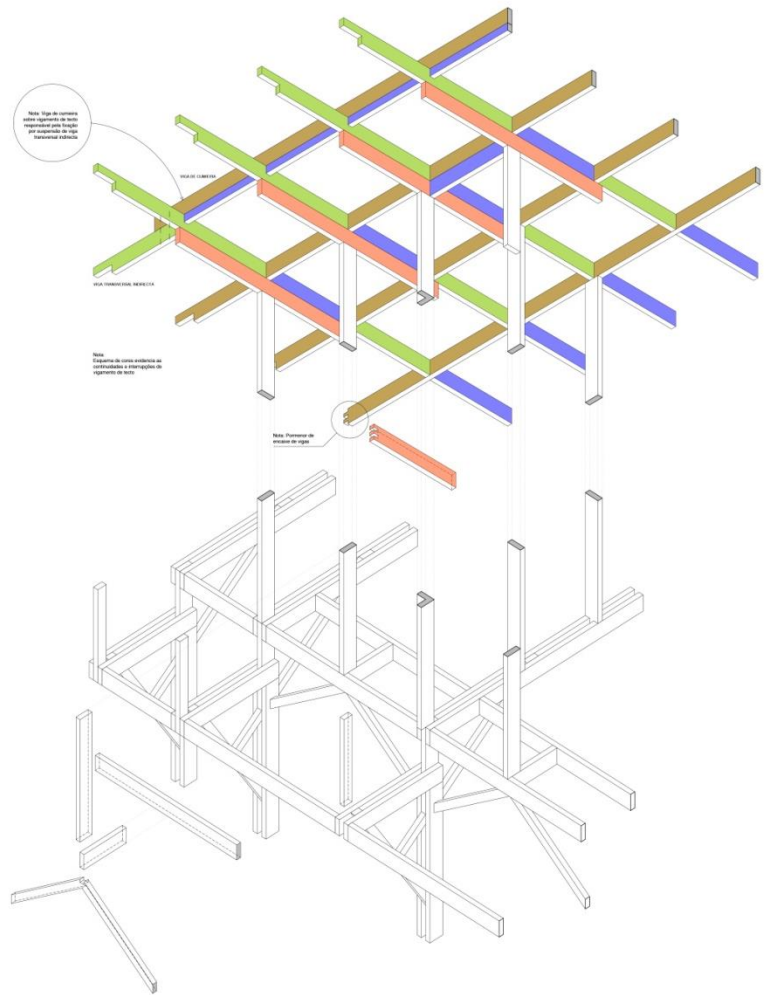 Nota: Viga de cumeira
sobre vigamento de tecto
responsável pela fixação
por suspensão de viga
transversal indirecta
VIGA DE CUMEEIRA
VIGA TRANSVERSAL INDIRECTA
Nota:
Esquema de cores evidencia as
continuidades e interrupções do
vigamento de tecto
Nota: Pormenor de
encaixe de vigas